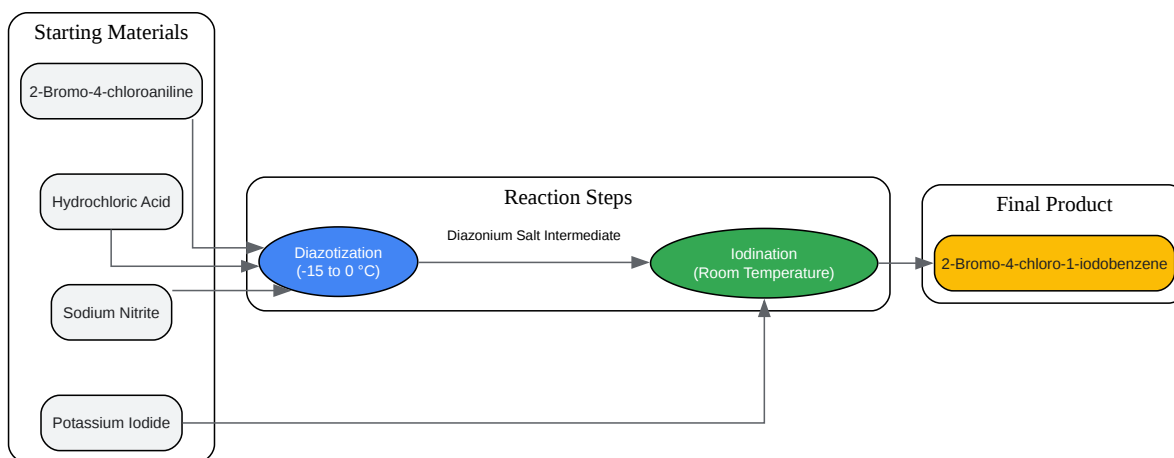 Starting Materials
2-Bromo-4-chloroaniline
Hydrochloric Acid
Sodium Nitrite
Potassium Iodide
Reaction Steps
Diazotization
(-15 to 0 °C)
Diazonium Salt Intermediate
Iodination
(Room Temperature)
Final Product
2-Bromo-4-chloro-1-iodobenzene